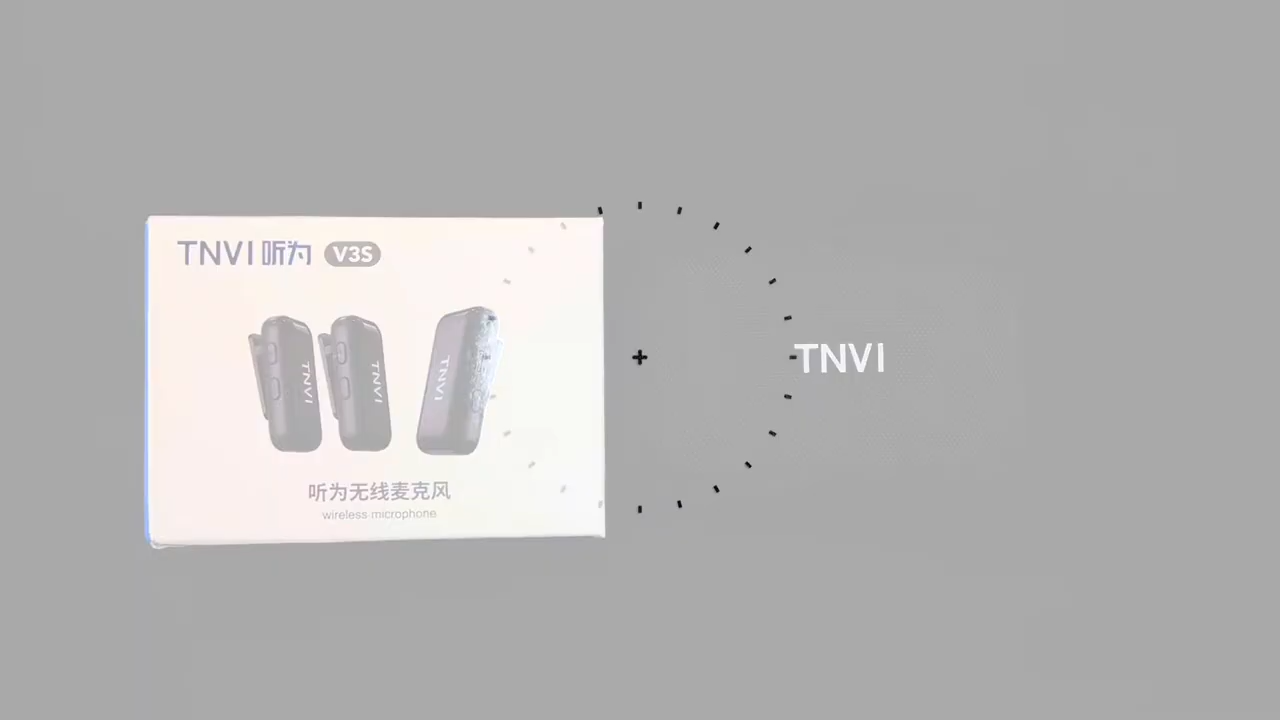 TNVI 听为 V3S
TNVI
TNVI
TNVI
听为无线麦克风
wireless microphone
TNVI